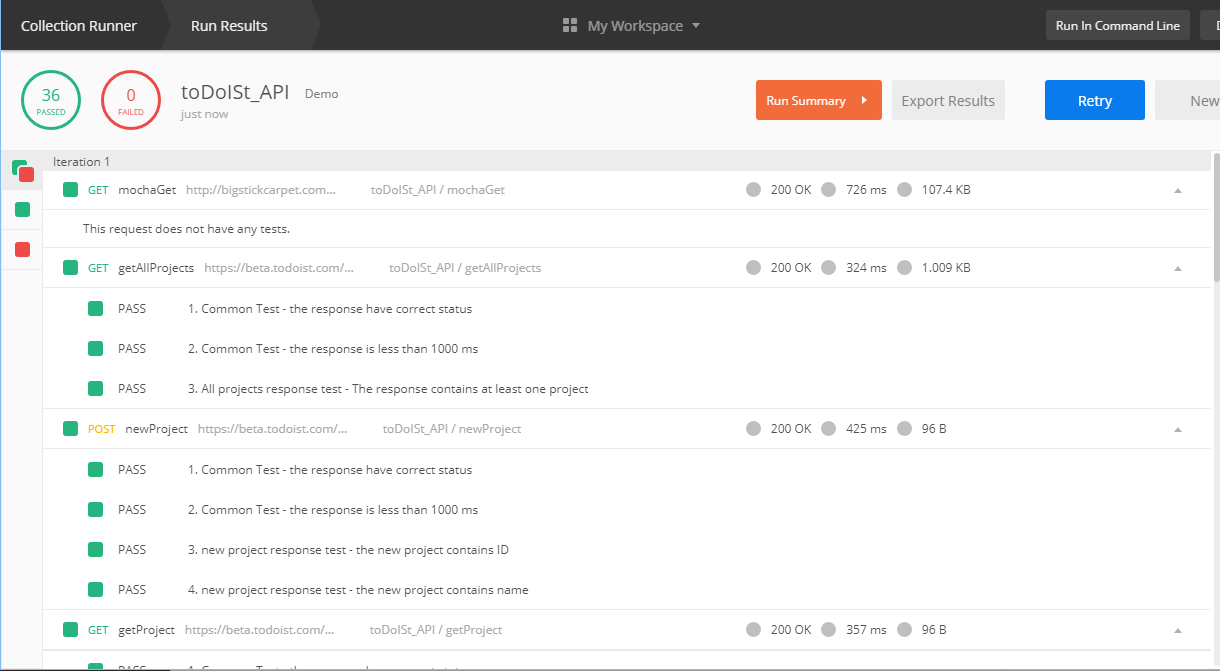 Collection Runner Run Results My Workspace Run In Command Line
36 PASSED 0 FAILED toDoISt_API Demo Run Summary Export Results Retry New
just now
Iteration 1
GET mochaGet http://bigstickcarpet.com... toDoISt_API / mochaGet 200 OK 726 ms 107.4 KB
This request does not have any tests.
GET getAllProjects https://beta.todoist.com/... toDoISt_API / getAllProjects 200 OK 324 ms 1.009 KB
PASS 1. Common Test - the response have correct status
PASS 2. Common Test - the response is less than 1000 ms
PASS 3. All projects response test - The response contains at least one project
POST newProject https://beta.todoist.com/... toDoISt_API / newProject 200 OK 425 ms 96 B
PASS 1. Common Test - the response have correct status
PASS 2. Common Test - the response is less than 1000 ms
PASS 3. new project response test - the new project contains ID
PASS 4. new project response test - the new project contains name
GET getProject https://beta.todoist.com/... toDoISt_API / getProject 200 OK 357 ms 96 B